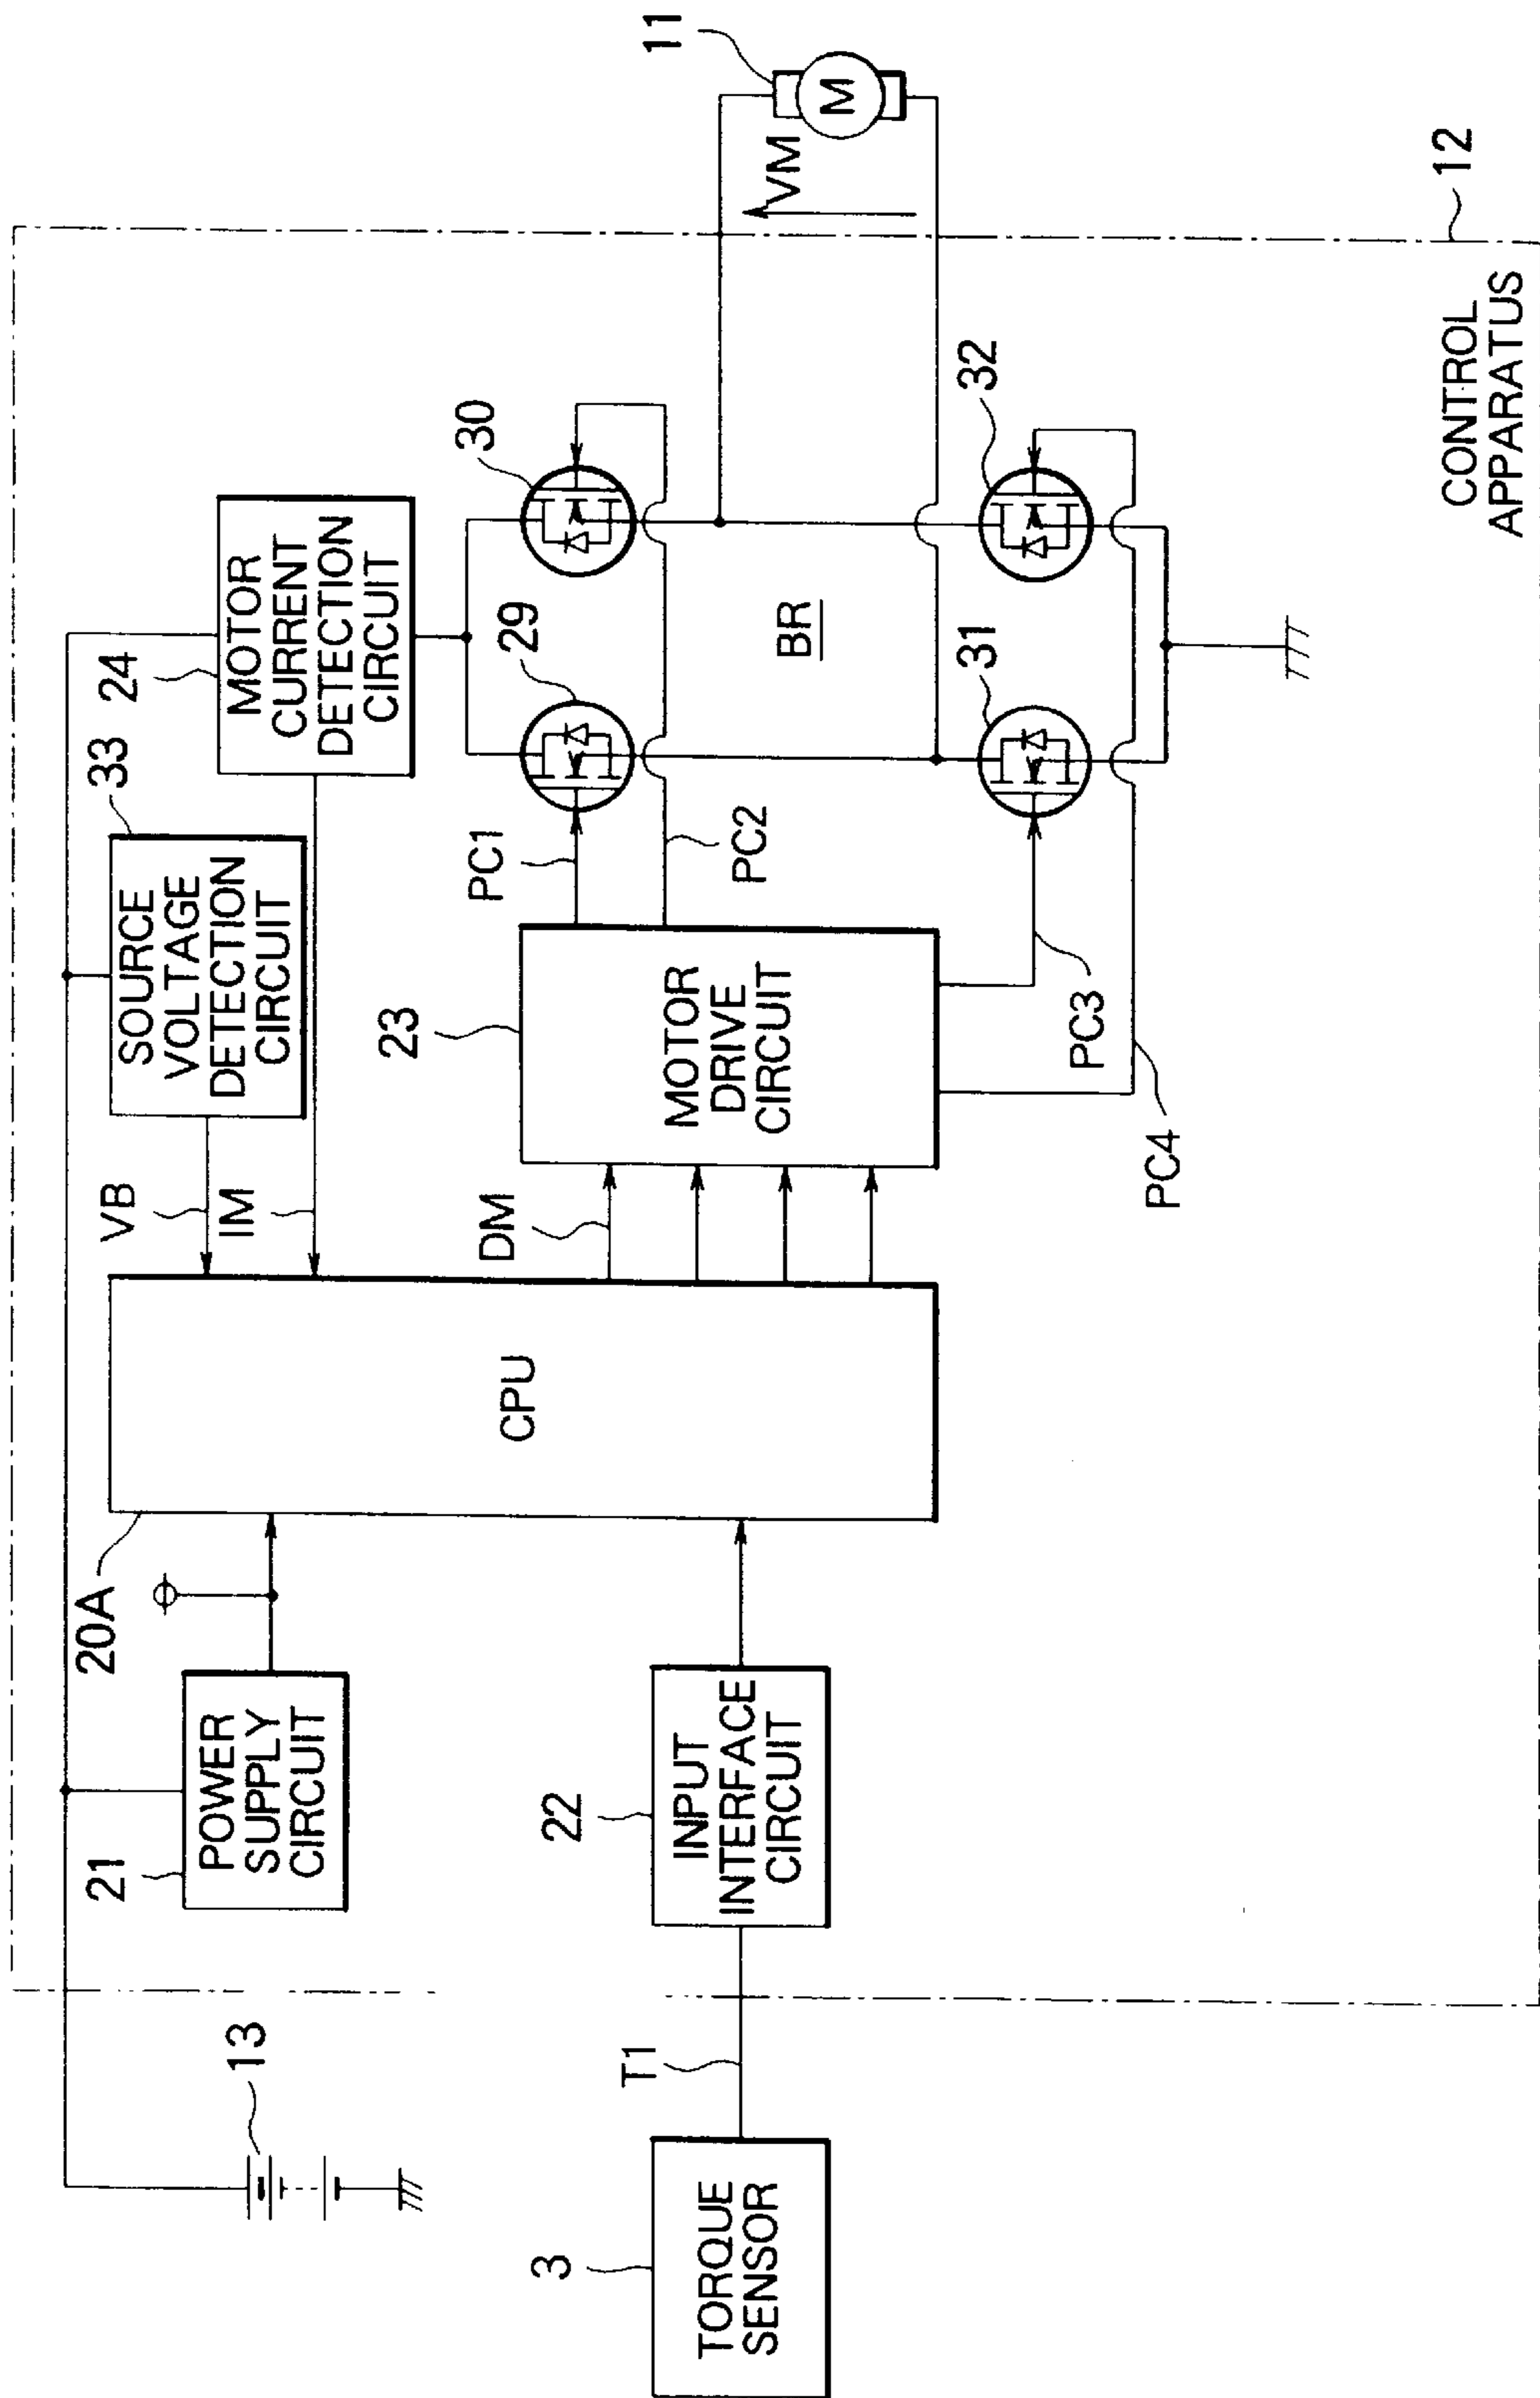 13
21
POWER
SUPPLY
CIRCUIT
20A
CPU
VB
IM
33
SOURCE
VOLTAGE
DETECTION
CIRCUIT
24
MOTOR
CURRENT
DETECTION
CIRCUIT
3
TORQUE
SENSOR
T1
22
INPUT
INTERFACE
CIRCUIT
DM
23
MOTOR
DRIVE
CIRCUIT
PC1
PC2
PC3
PC4
29
30
BR
31
32
VM
11
M
CONTROL
APPARATUS
12